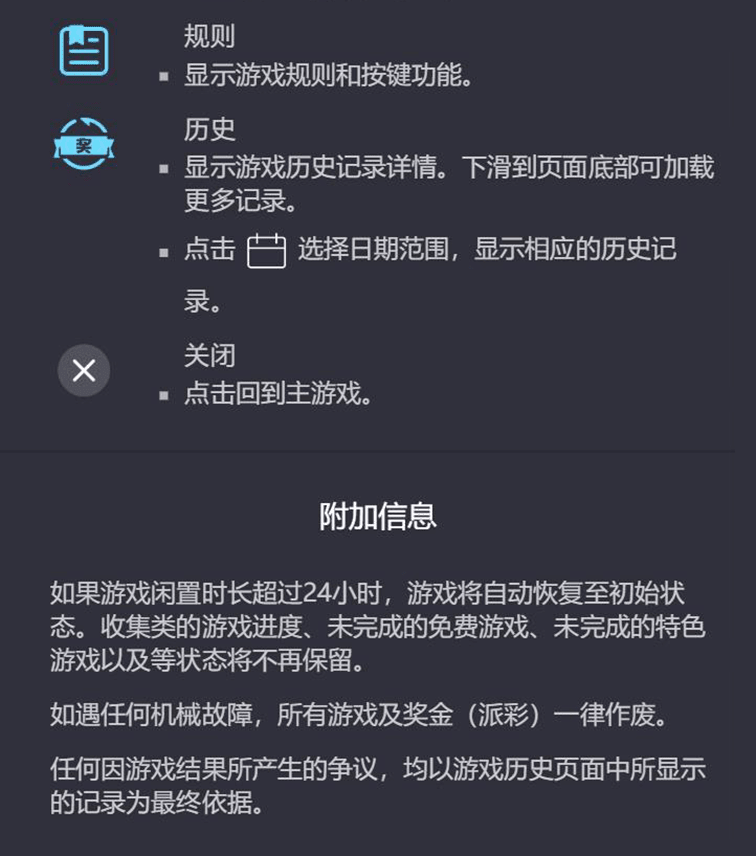 规则
显示游戏规则和按键功能。
奖
历史
显示游戏历史记录详情。下滑到页面底部可加载
更多记录。
点击 选择日期范围，显示相应的历史记
录。
关闭
点击回到主游戏。
附加信息
如果游戏闲置时长超过24小时，游戏将自动恢复至初始状
态。收集类的游戏进度、未完成的免费游戏、未完成的特色
游戏以及等状态将不再保留。
如遇任何机械故障，所有游戏及奖金（派彩）一律作废。
任何因游戏结果所产生的争议，均以游戏历史页面中所显示
的记录为最终依据。